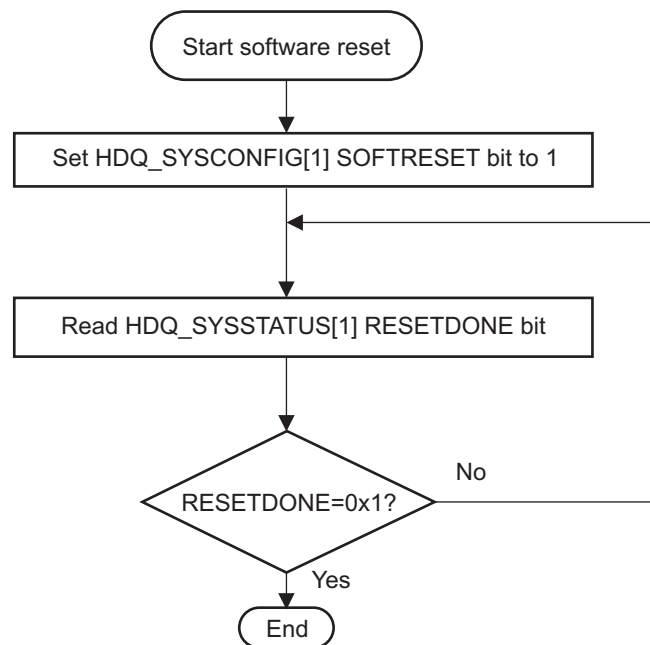 Start software reset
Set HDQ_SYSCONFIG[1] SOFTRESET bit to 1
Read HDQ_SYSSTATUS[1] RESETDONE bit
No
RESETDONE=0x1?
Yes
End